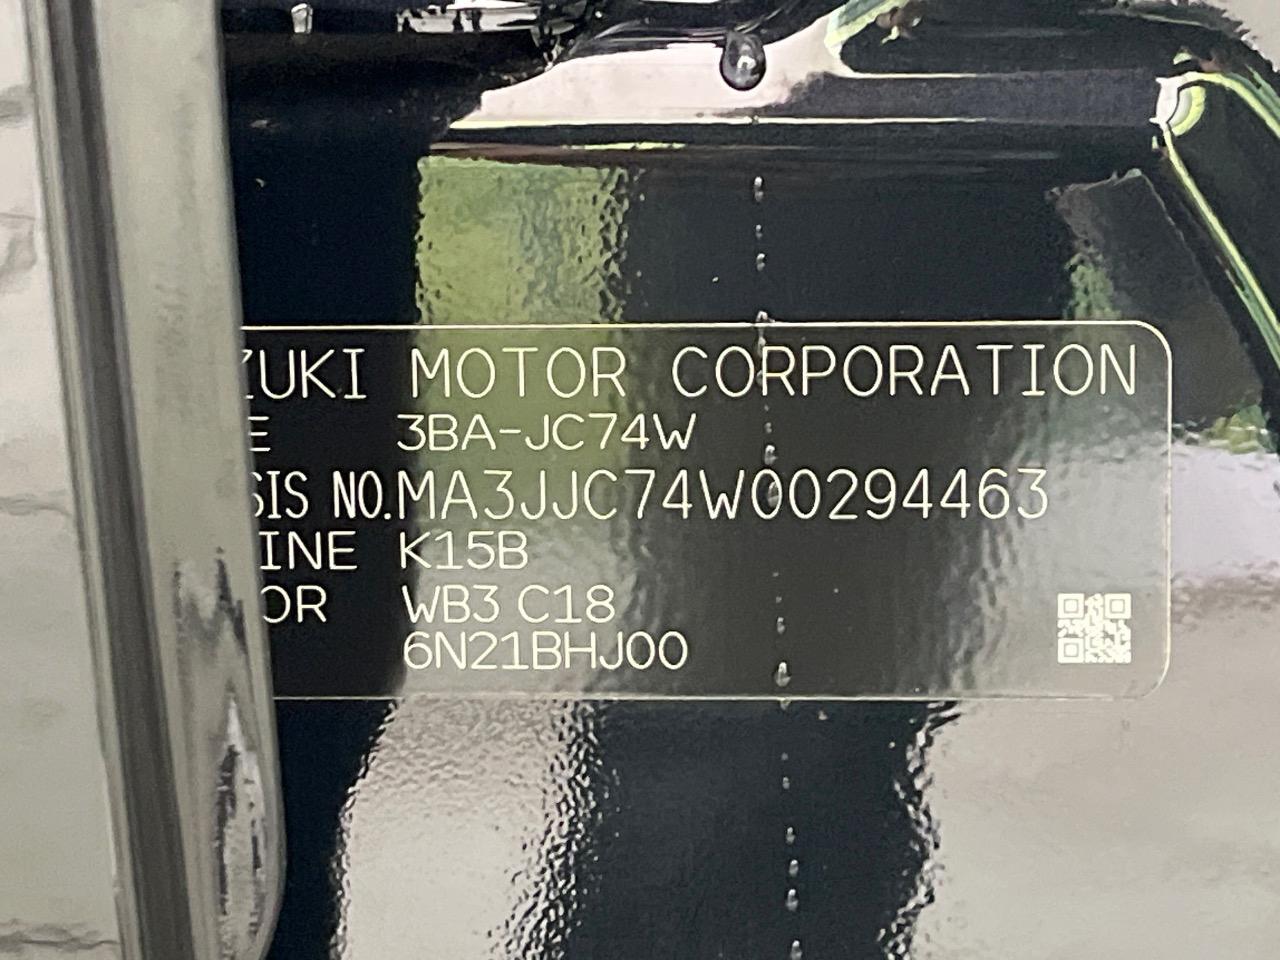 ZUKI MOTOR CORPORATION
E 3BA-JC74W
SIS NO.MA3JJC74W00294463
INE K15B
OR WB3 C18
6N21BHJ00